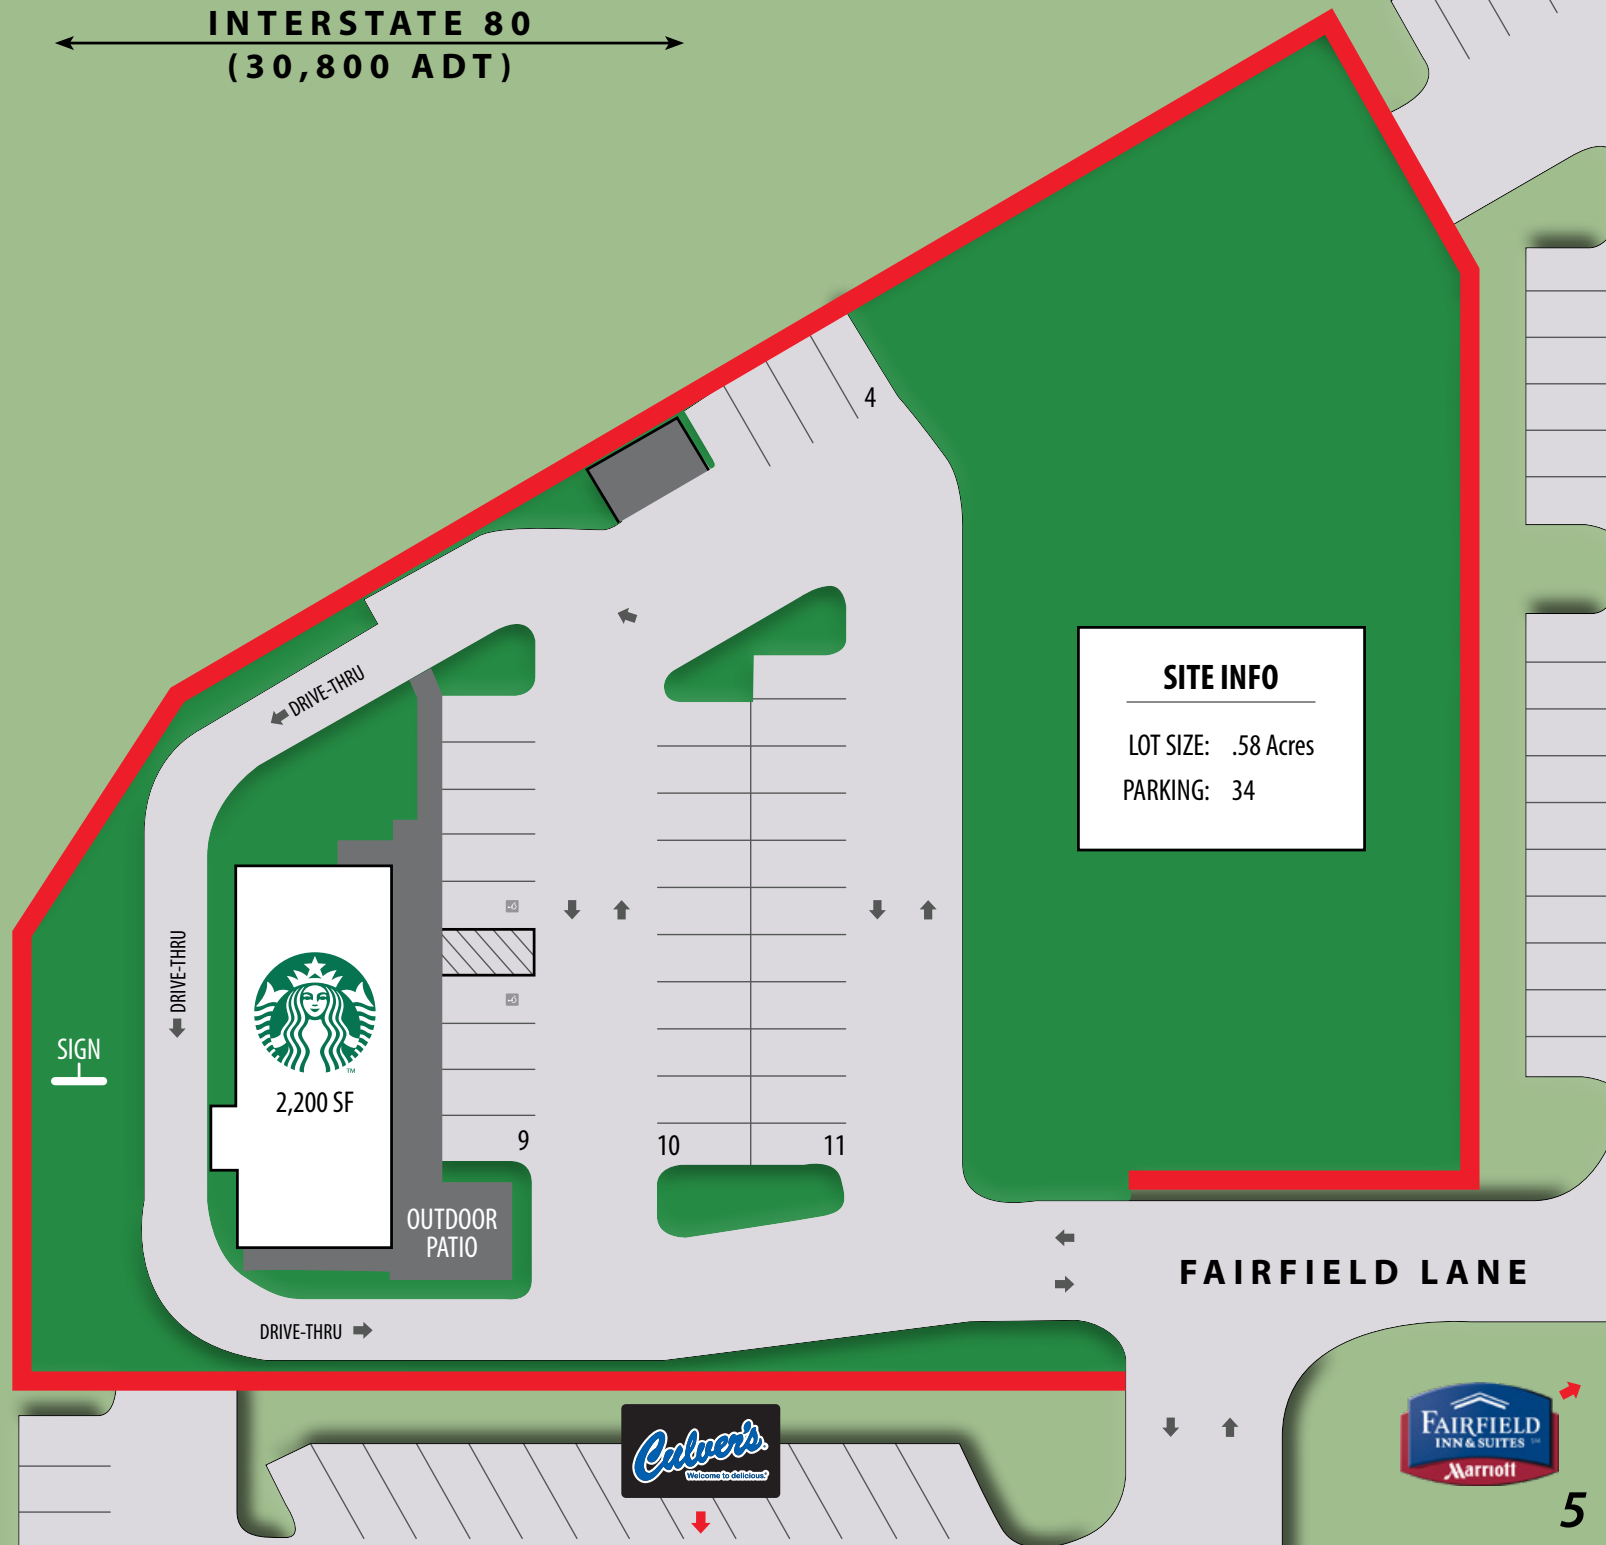 INTERSTATE 80
(30,800 ADT)
4
SITE INFO
LOT SIZE: .58 Acres
PARKING: 34
DRIVE-THRU
DRIVE-THRU
SIGN
TM
2,200 SF
9
10
11
OUTDOOR
PATIO
DRIVE-THRU
FAIRFIELD LANE
Culver's
Welcome to delicious.
FAIRFIELD
INN & SUITES
Marriott
5